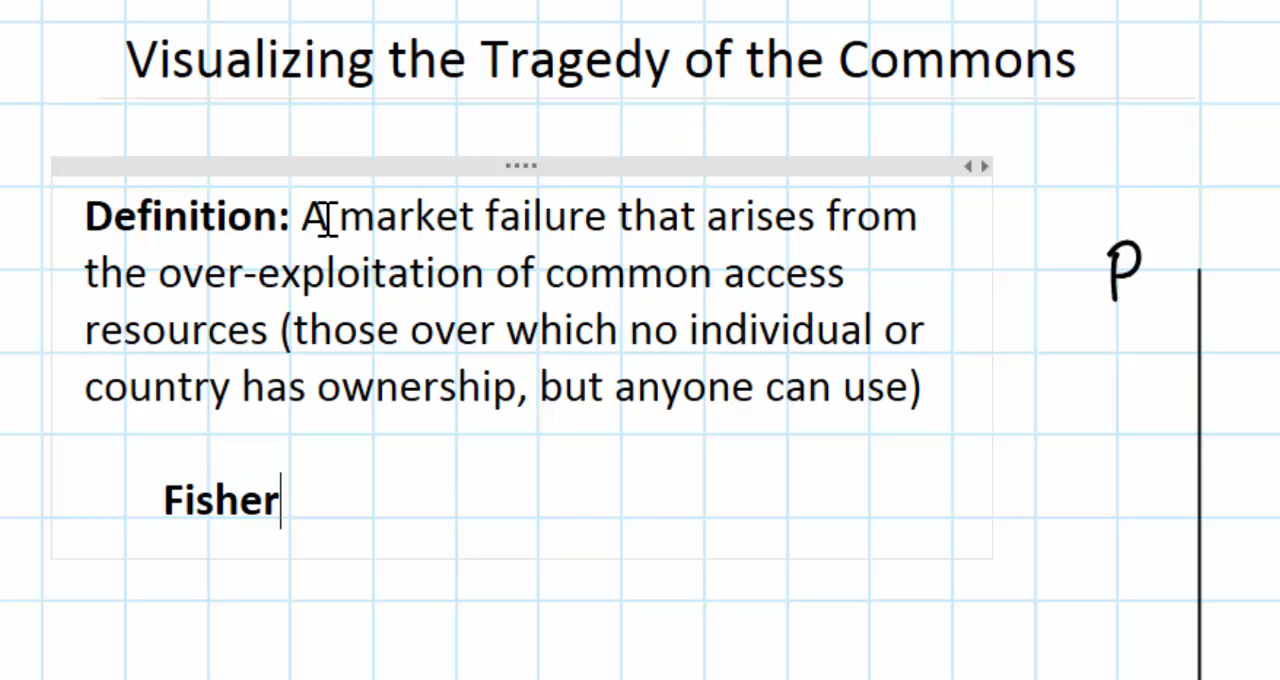 Visualizing the Tragedy of the Commons
Definition: A market failure that arises from
the over-exploitation of common access
resources (those over which no individual or
country has ownership, but anyone can use)
P
Fisher